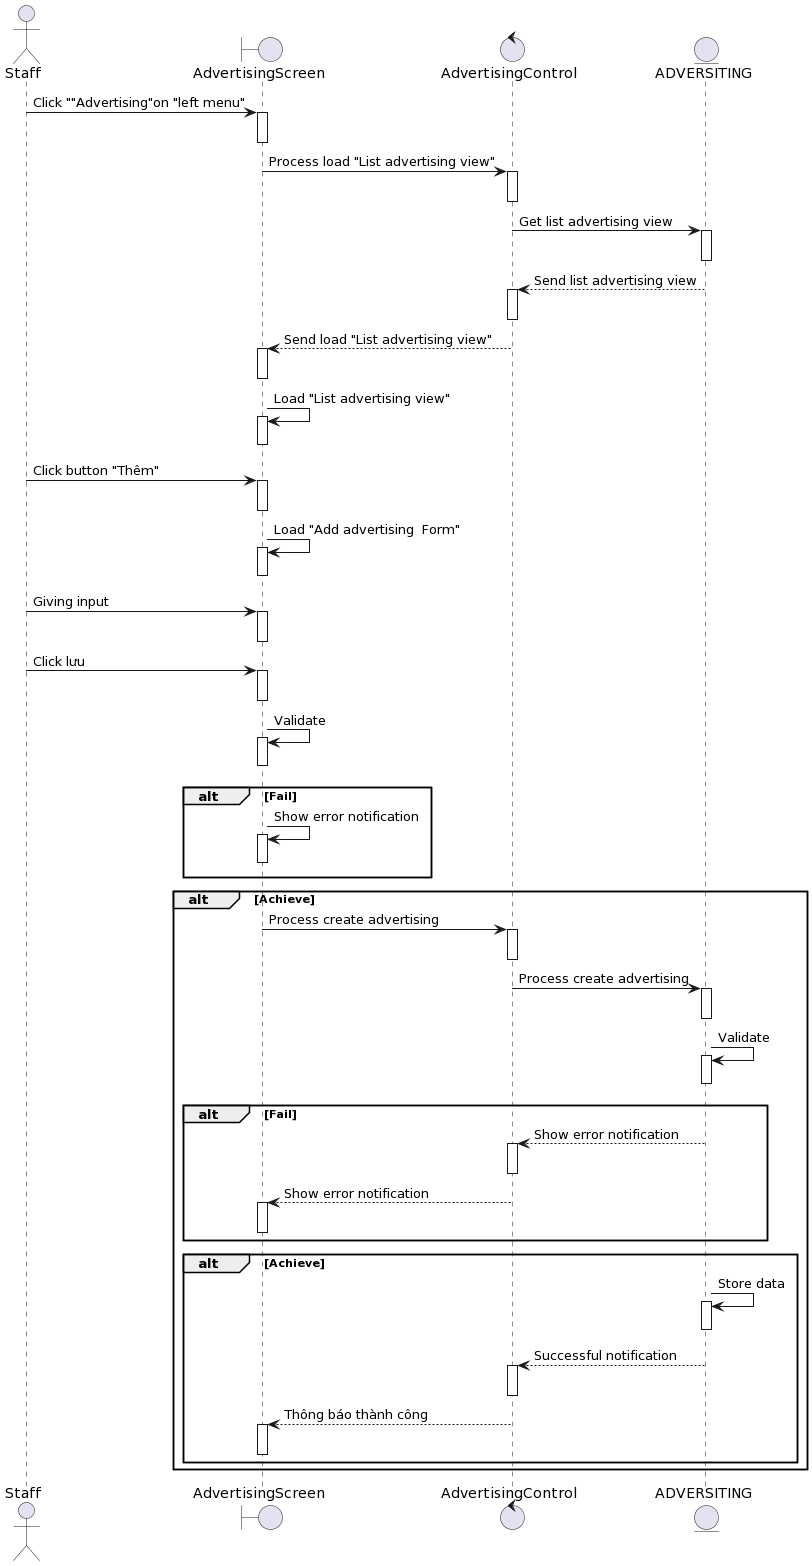 Staff
AdvertisingScreen
AdvertisingControl
ADVERSITING
Click ""Advertising"on "left menu"
Process load "List advertising view"
Get list advertising view
Send list advertising view
Send load "List advertising view"
Load "List advertising view"
Click button "Thêm"
Load "Add advertising  Form"
Giving input
Click lưu
Validate
alt
[Fail]
Show error notification
alt
[Achieve]
Process create advertising
Process create advertising
Validate
alt
[Fail]
Show error notification
Show error notification
alt
[Achieve]
Store data
Successful notification
Thông báo thành công
Staff
AdvertisingScreen
AdvertisingControl
ADVERSITING